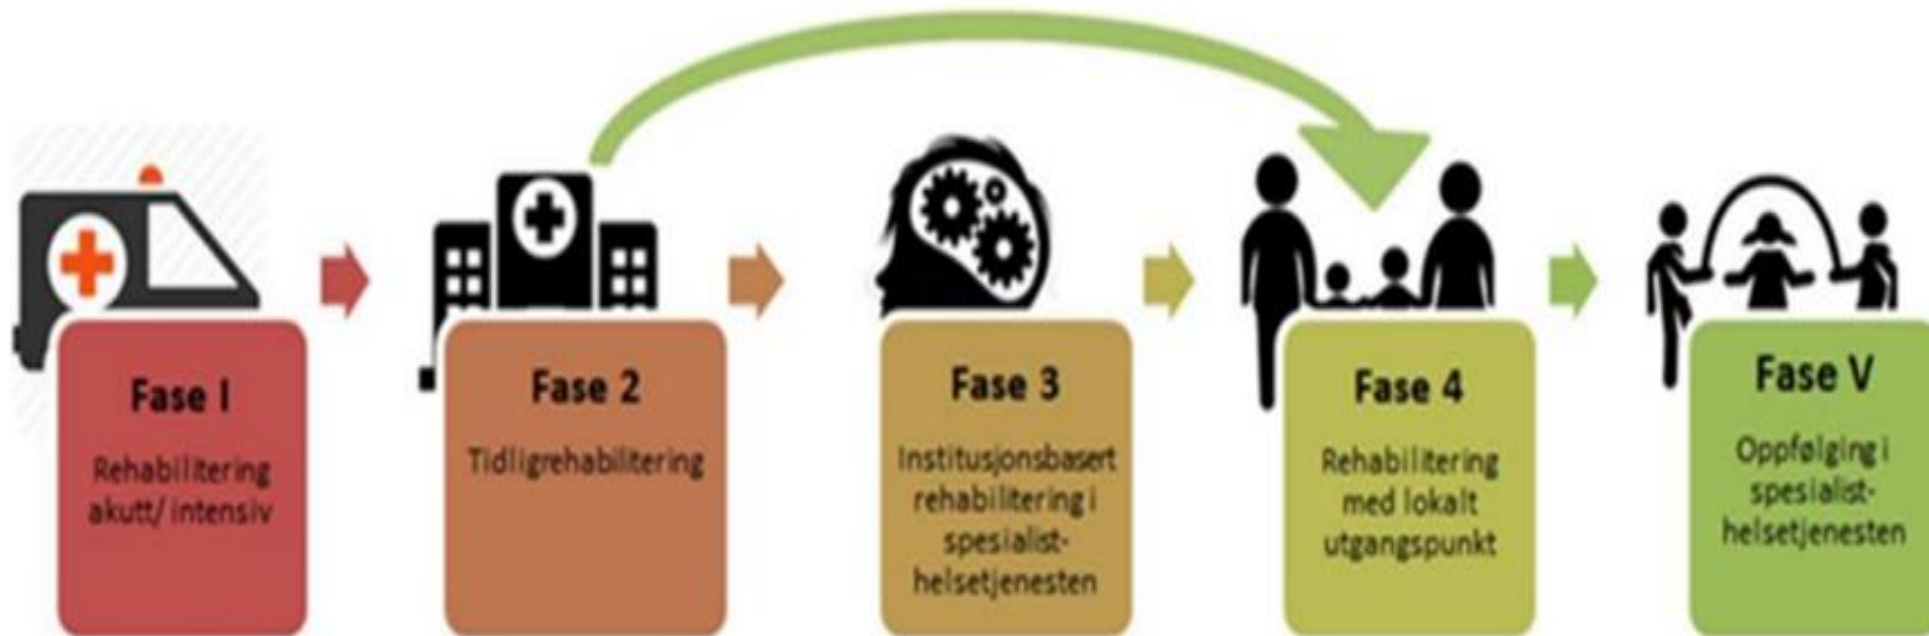 Fase I
Rehabilitering
akutt/ intensiv
Fase 2
Tidligrehabilitering
Fase 3
Institusjonsbasert
rehabilitering i
spesialist-
helsetjenesten
Fase 4
Rehabilitering
med lokalt
utgangspunkt
Fase V
Oppfølging i
spesialist-
helsetjenesten